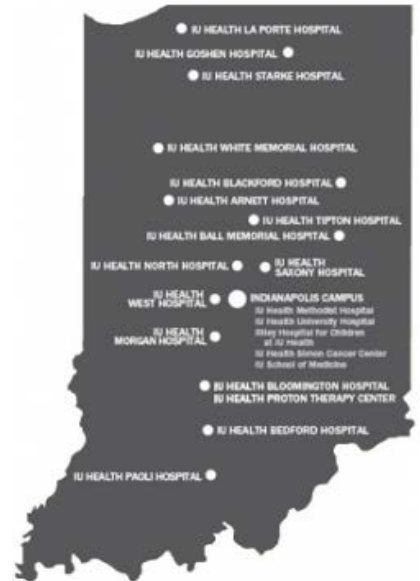 IU HEALTH LA PORTE HOSPITAL
IU HEALTH GOSHEN HOSPITAL
IU HEALTH STARKE HOSPITAL
IU HEALTH WHITE MEMORIAL HOSPITAL
IU HEALTH BLACKFORD HOSPITAL
IU HEALTH ARNETT HOSPITAL
IU HEALTH TIPTON HOSPITAL
IU HEALTH BALL MEMORIAL HOSPITAL
IU HEALTH NORTH HOSPITAL
IU HEALTH
SAXONY HOSPITAL
IU HEALTH
WEST HOSPITAL
INDIANAPOLIS CAMPUS
IU Health Methodist Hospital
IU Health University Hospital
Riley Hospital for Children
at IU Health
IU Health Simon Cancer Center
IU School of Medicine
IU HEALTH
MORGAN HOSPITAL
IU HEALTH BLOOMINGTON HOSPITAL
IU HEALTH PROTON THERAPY CENTER
IU HEALTH BEDFORD HOSPITAL
IU HEALTH PAOLI HOSPITAL